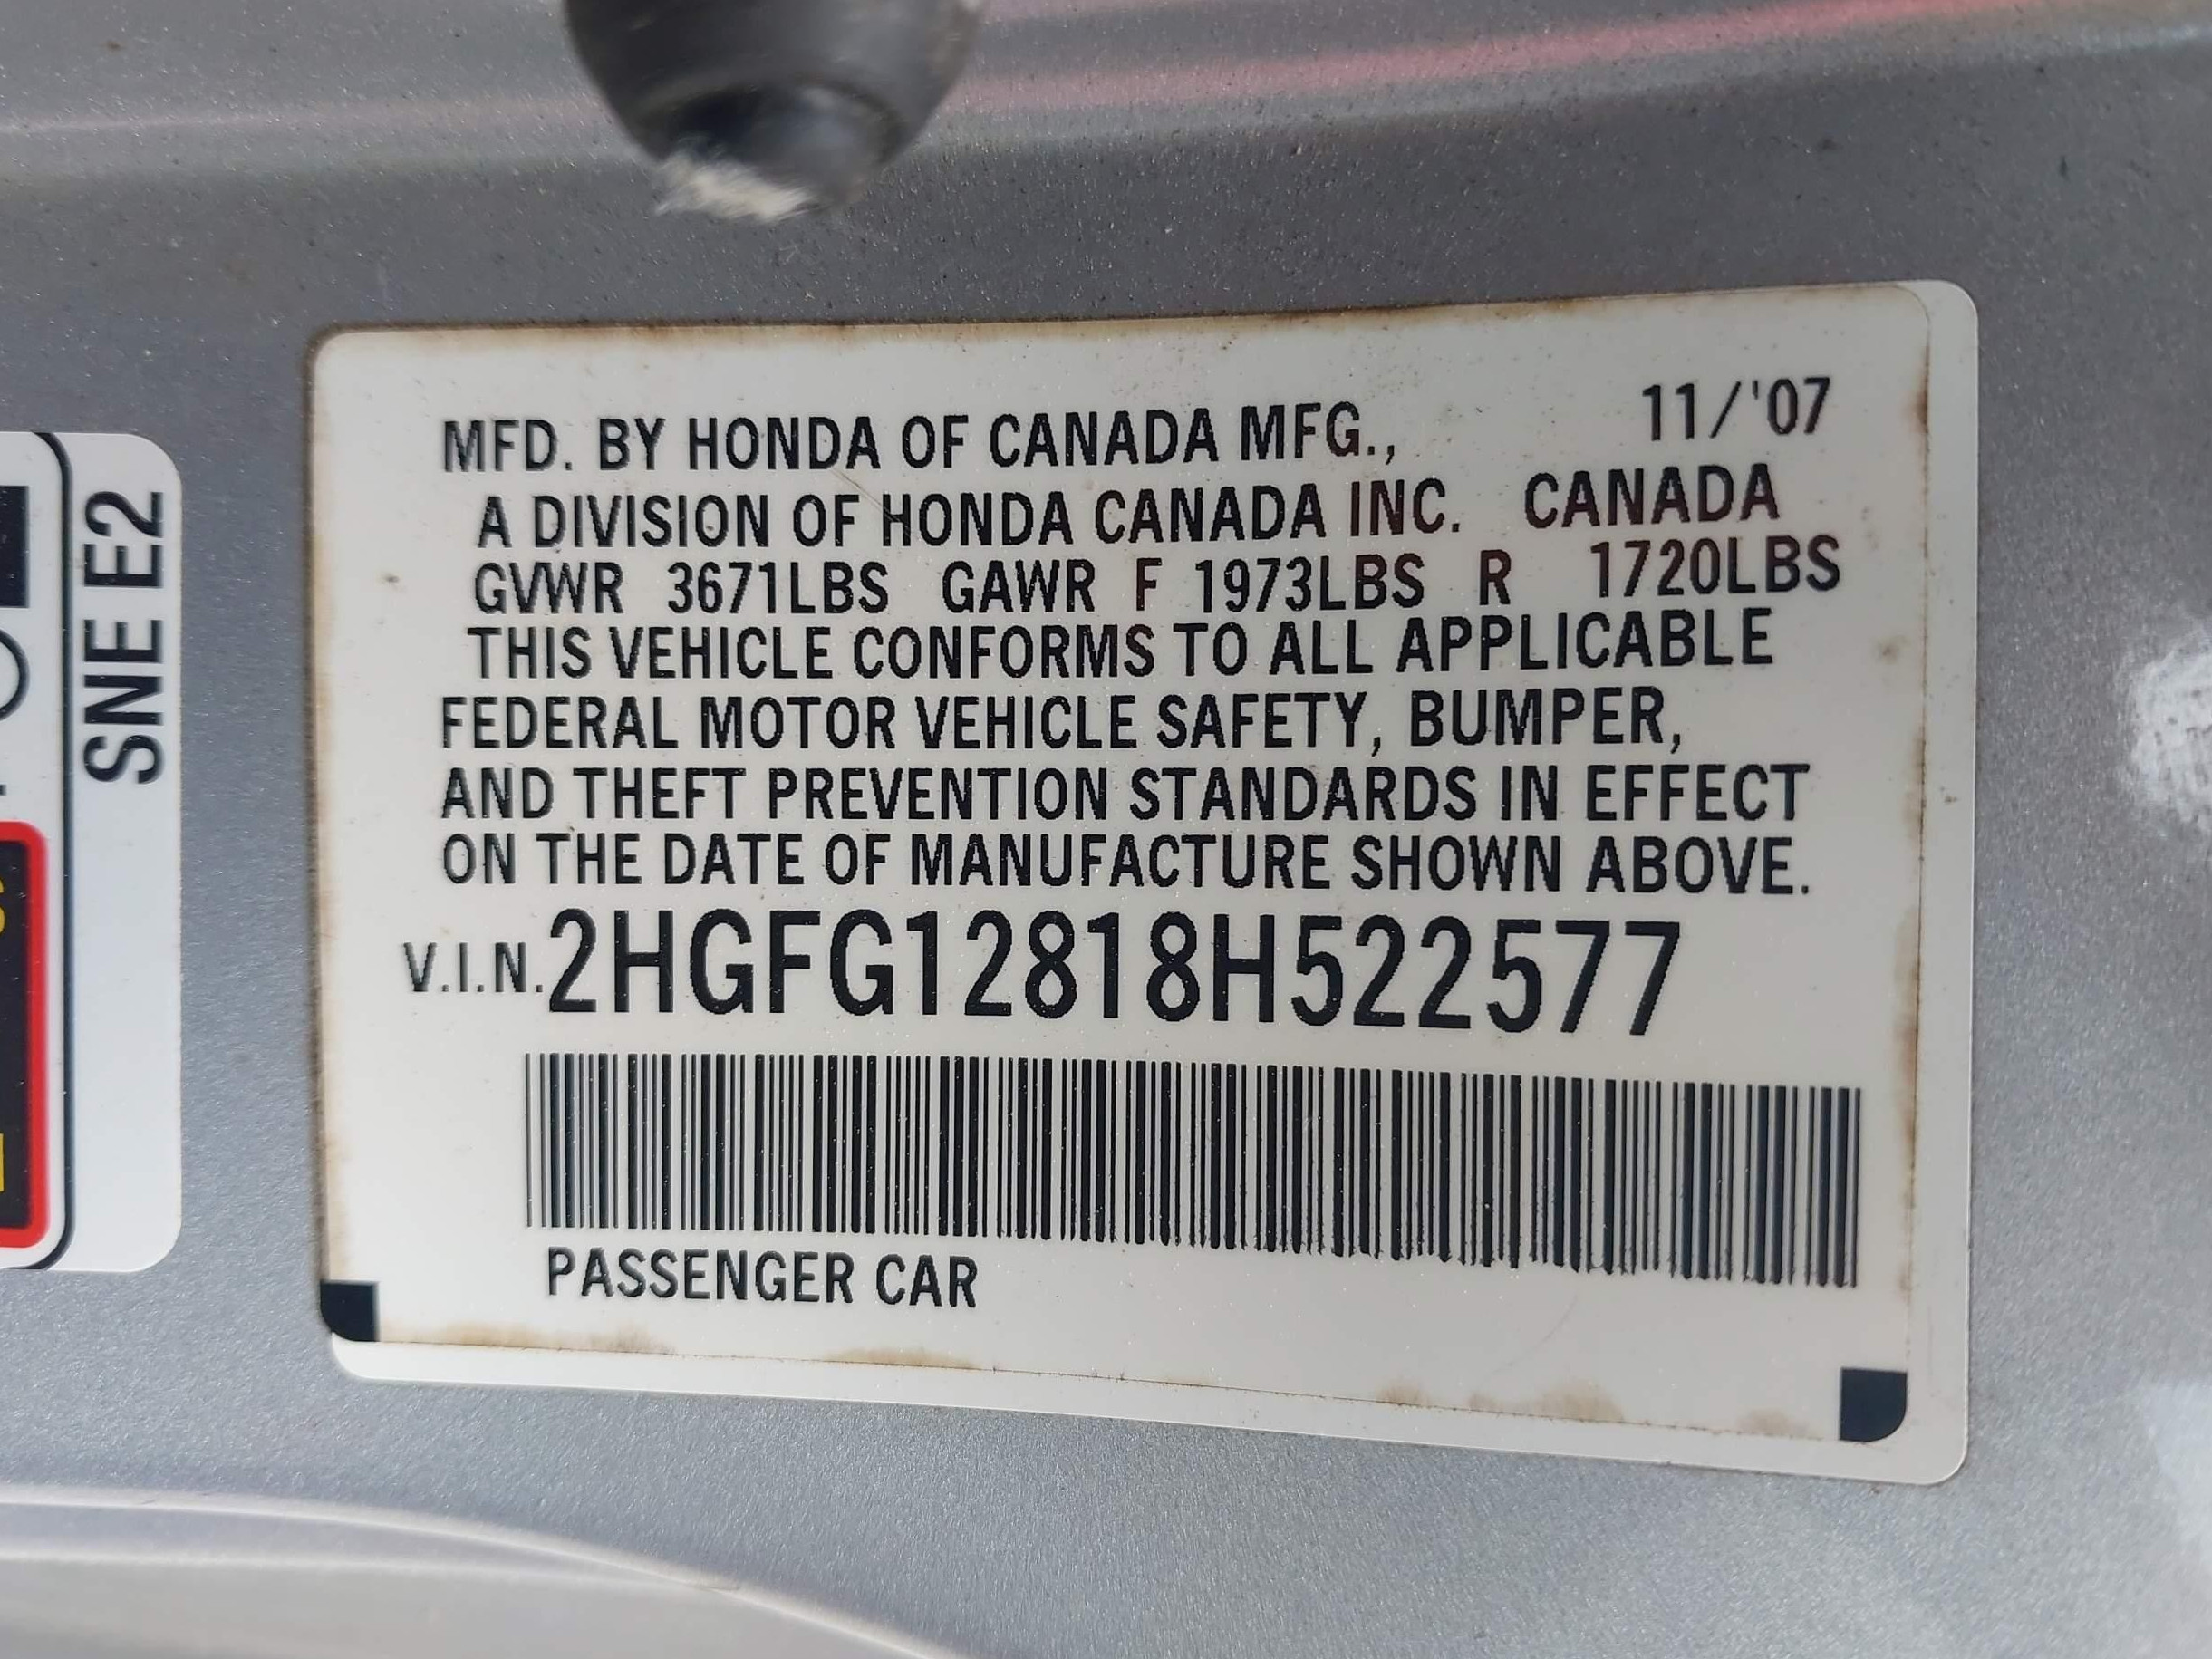 MFD. BY HONDA OF CANADA MFG., 11/'07
A DIVISION OF HONDA CANADA INC. CANADA
GVWR 3671LBS GAWR F 1973LBS R 1720LBS
THIS VEHICLE CONFORMS TO ALL APPLICABLE
FEDERAL MOTOR VEHICLE SAFETY, BUMPER,
AND THEFT PREVENTION STANDARDS IN EFFECT
ON THE DATE OF MANUFACTURE SHOWN ABOVE.
V.I.N. 2HGFG12818H522577
PASSENGER CAR
SNE E2